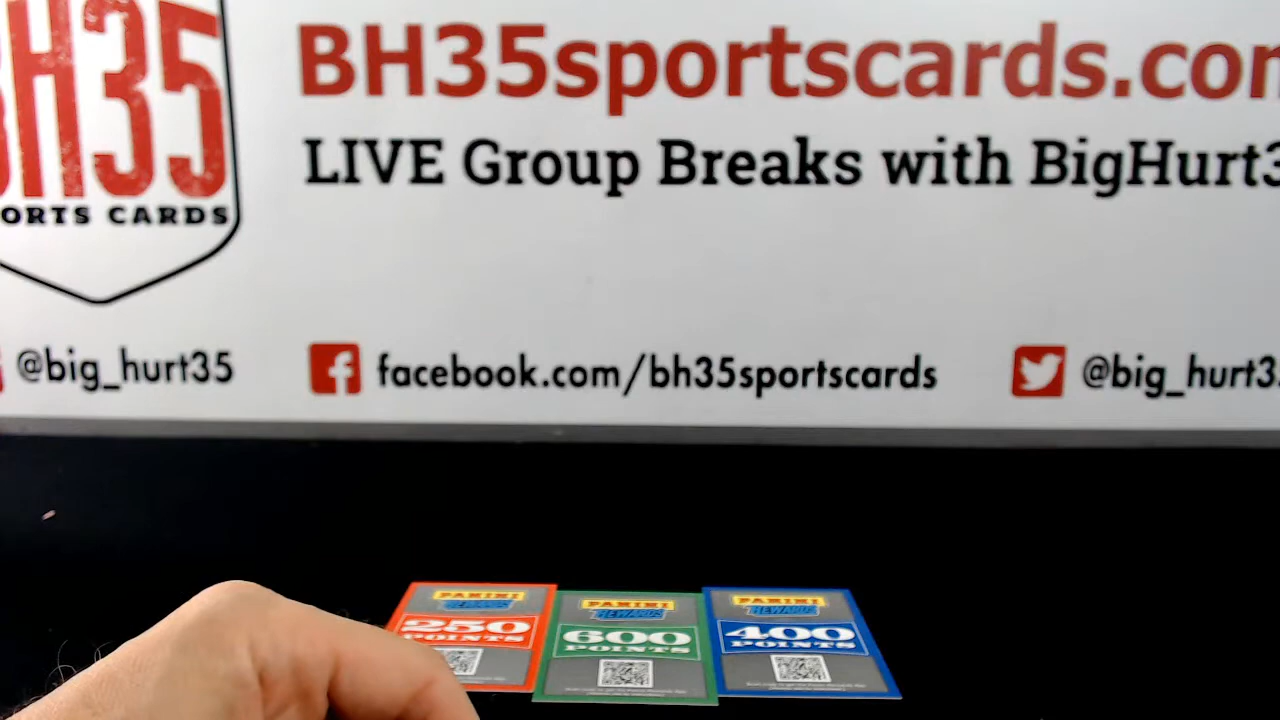 BH35
ORTS CARDS
BH35sportscards.com
LIVE Group Breaks with BigHurt3
@big_hurt35
facebook.com/bh35sportscards
@big_hurt3
PANINI
REWARDS
250
POINTS
PANINI
REWARDS
600
POINTS
PANINI
REWARDS
400
POINTS